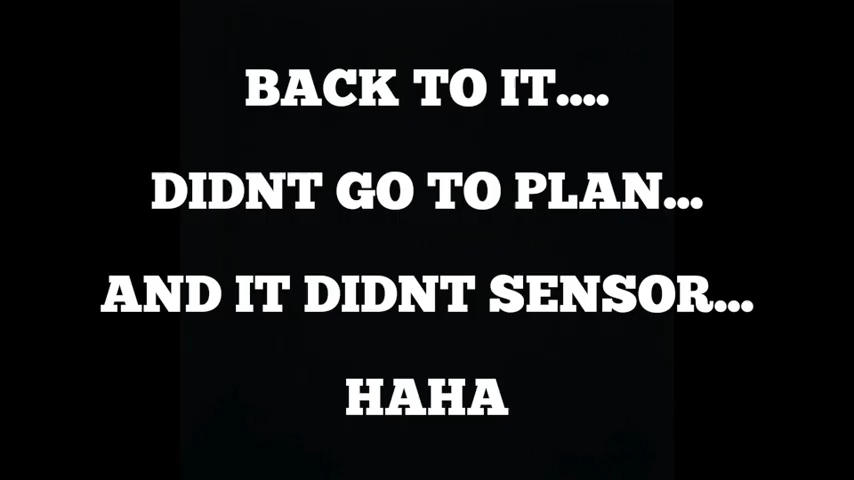 BACK TO IT....
DIDNT GO TO PLAN...
AND IT DIDNT SENSOR...
HAHA